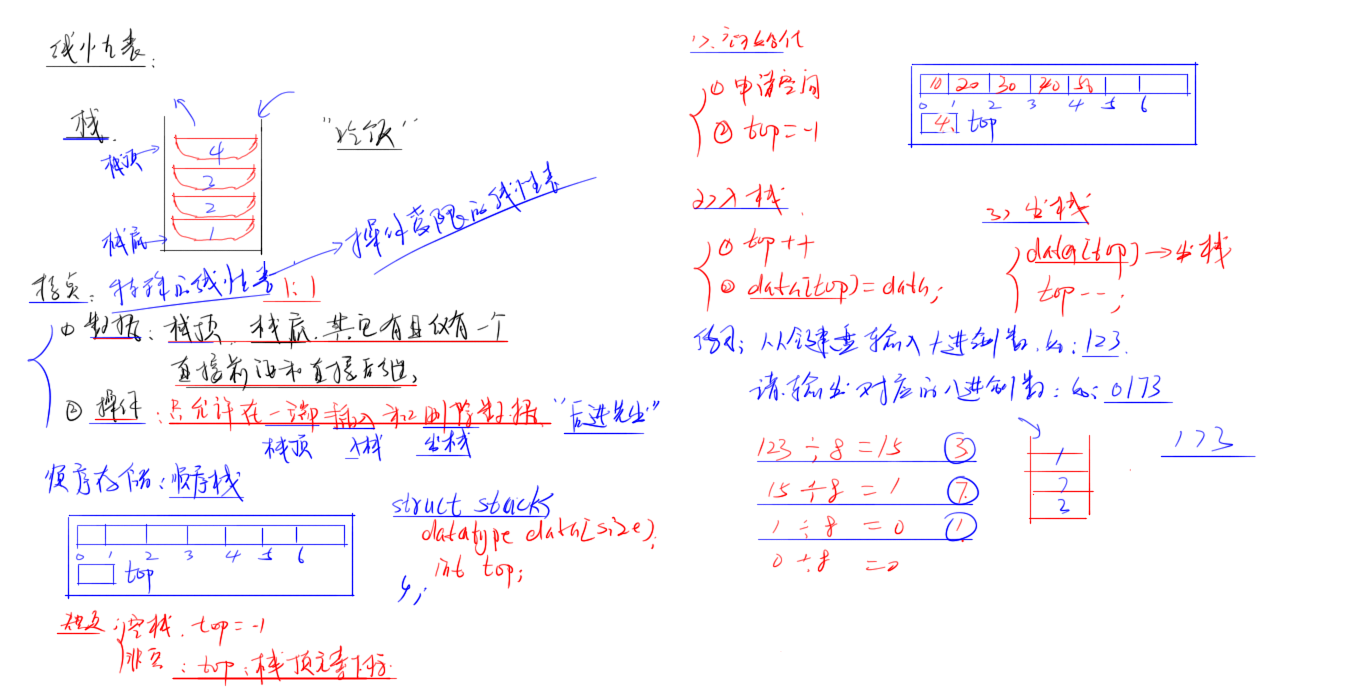 线性表:
栈.
"吃饭"
4
栈顶
3
2
栈底
1
操作受限的线性表
特点: 特殊的线性表 1:1
① 数据: 栈顶、栈底.其它有且仅有一个
直接前驱和直接后继,
② 操作: 只允许在一端插入和删除数据、"后进先出"
栈顶 入栈 出栈
顺序存储: 顺序栈
0 1 2 3 4 5 6
top
struct stack{
datatype data[size];
int top;
};
特点: 空栈. top=-1
非空: top: 栈顶元素下标.
1>.初始化
① 申请空间
② top=-1
10 20 30 40 50
0 1 2 3 4 5 6
4 top
2>入栈
① top++
② data[top]=data;
3> 出栈
data[top]→出栈
top--;
例: 从键盘输入十进制数.如: 123.
请输出对应的八进制数: 如: 0173
123÷8=15 ③
15÷8=1 ⑦
1÷8=0 ①
0÷8=0
1
7
3
173